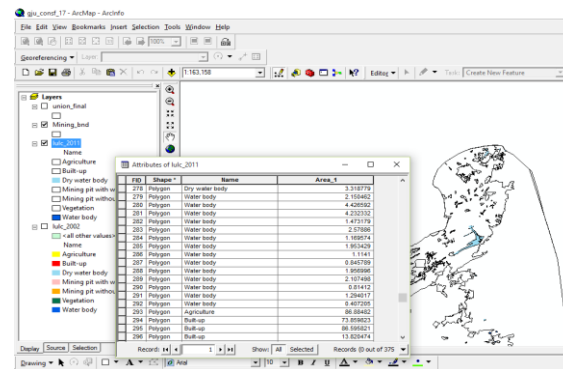 gju_consf_17 - ArcMap - ArcInfo
File Edit View Bookmarks Insert Selection Tools Window Help
100%
Georeferencing Layer:
1:163,158 Editor Task: Create New Feature
Layers
union_final
Mining_bnd
lulc_2011
Name
Agriculture
Built-up
Dry water body
Mining pit with w
Mining pit withou
Vegetation
Water body
lulc_2002
<all other values>
Name
Agriculture
Built-up
Dry water body
Mining pit with w
Mining pit withou
Vegetation
Water body
Attributes of lulc_2011
FID Shape * Name Area_1
278 Polygon Dry water body 3.318779
279 Polygon Water body 2.150462
280 Polygon Water body 4.426592
281 Polygon Water body 4.232332
282 Polygon Water body 1.473179
283 Polygon Water body 2.57886
284 Polygon Water body 1.169574
285 Polygon Water body 1.953429
286 Polygon Water body 1.1141
287 Polygon Water body 0.845789
288 Polygon Water body 1.956996
289 Polygon Water body 2.107498
290 Polygon Water body 0.81412
291 Polygon Water body 1.294017
292 Polygon Water body 0.407205
293 Polygon Agriculture 86.88482
294 Polygon Built-up 73.859823
295 Polygon Built-up 86.595821
296 Polygon Built-up 13.820474
Record: 1 Show: All Selected Records (0 out of 375
Display Source Selection
Drawing A Arial 10 B I U A